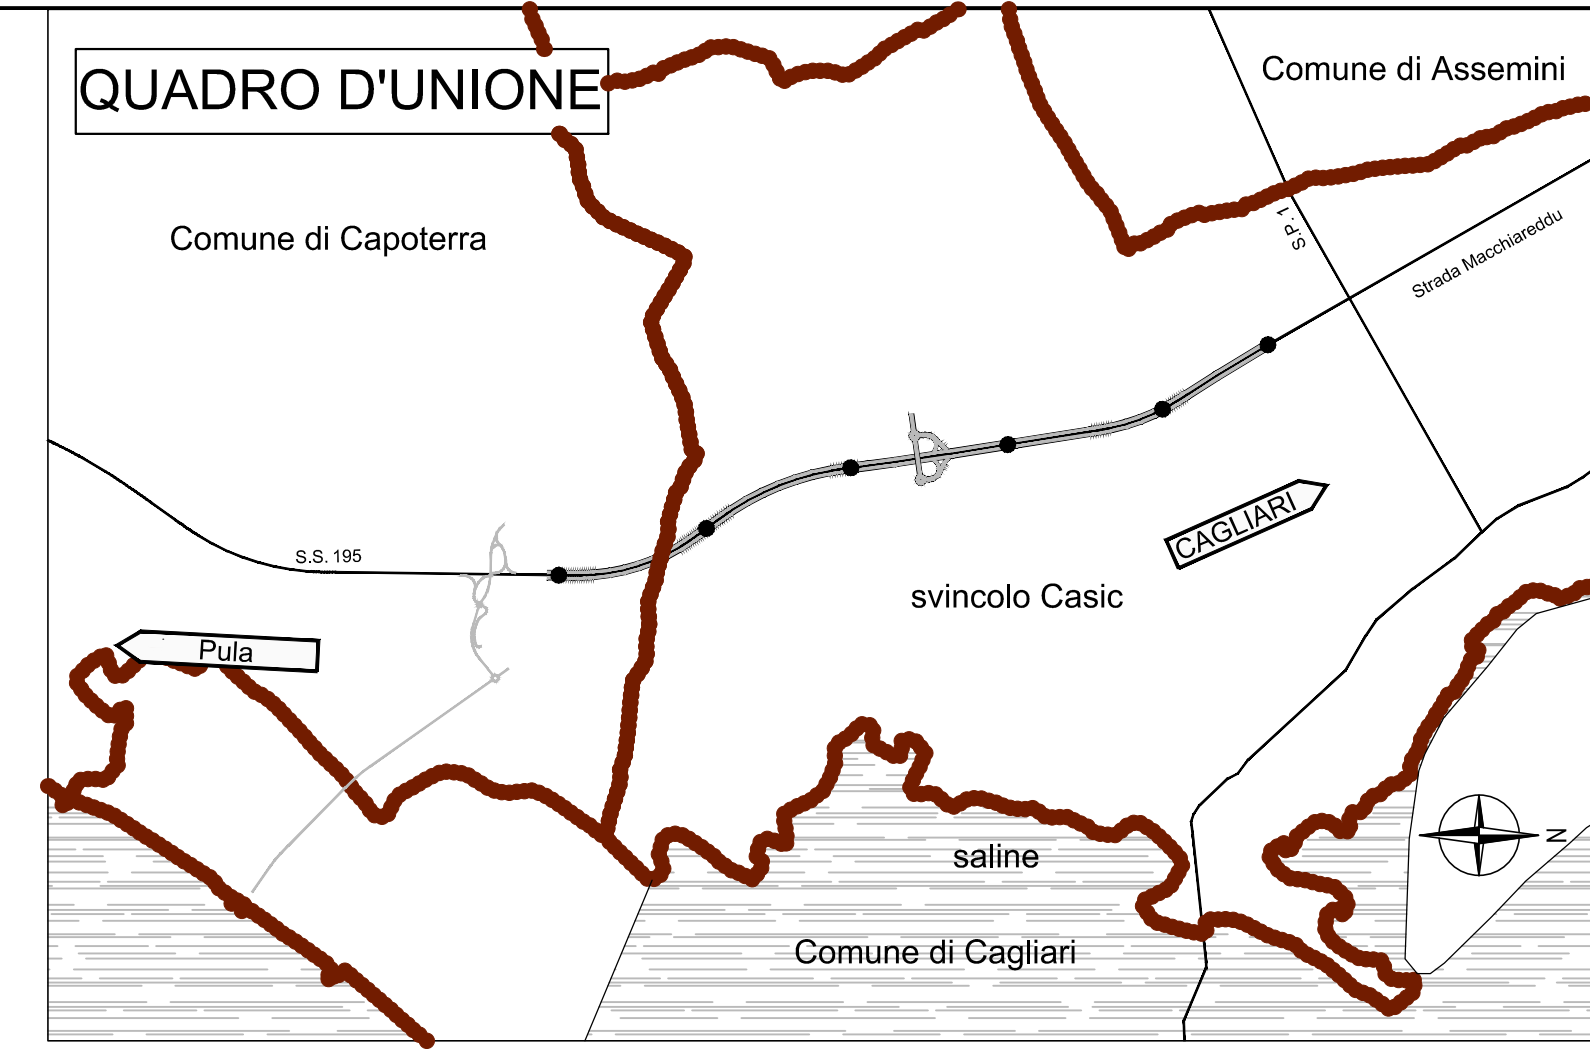 QUADRO D'UNIONE
Comune di Assemini
Comune di Capoterra
S.P. 1
Strada Macchiareddu
CAGLIARI
S.S. 195
svincolo Casic
Pula
saline
N
Comune di Cagliari